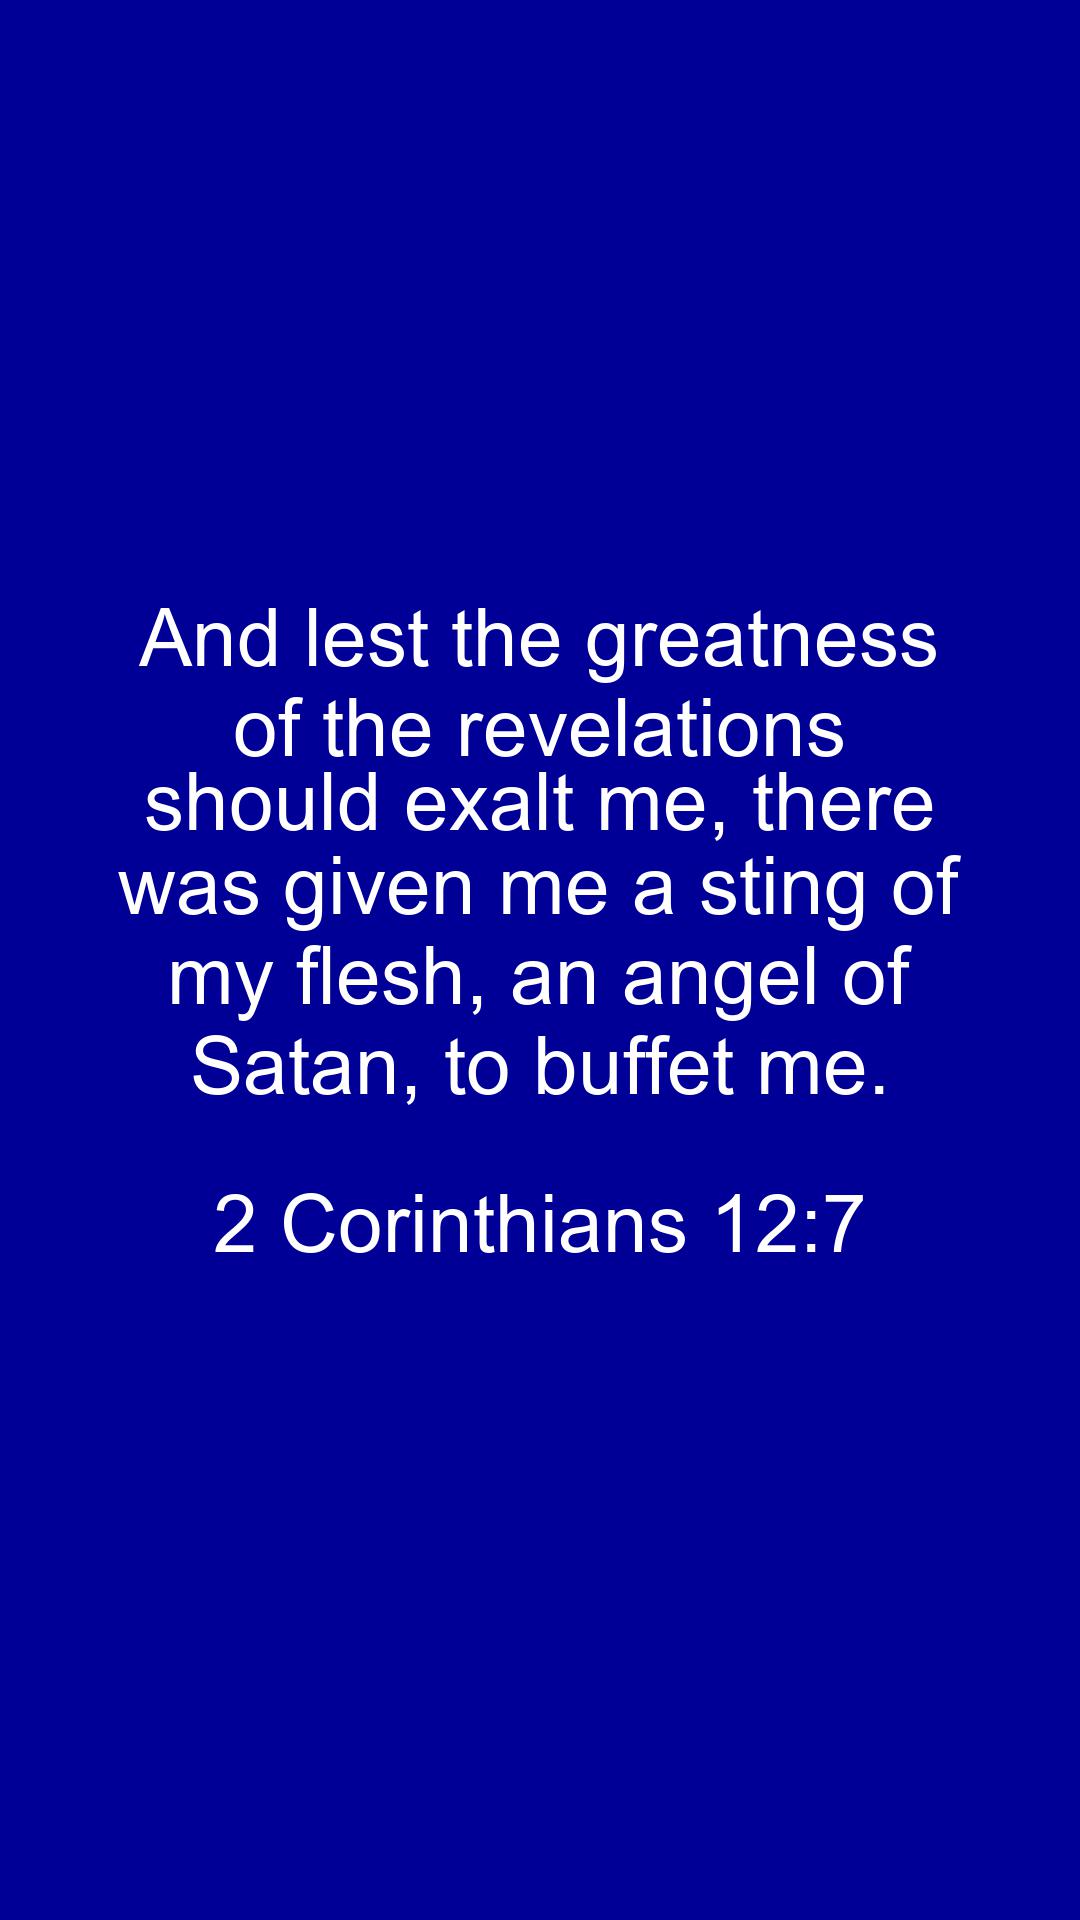 And lest the greatness
of the revelations
should exalt me, there
was given me a sting of
my flesh, an angel of
Satan, to buffet me.
2 Corinthians 12:7